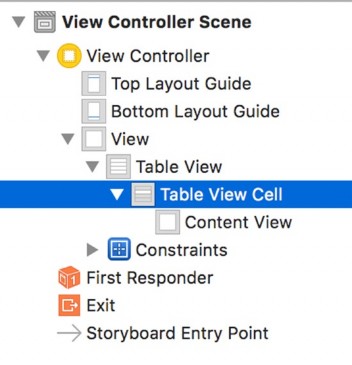 View Controller Scene
View Controller
Top Layout Guide
Bottom Layout Guide
View
Table View
Table View Cell
Content View
Constraints
First Responder
Exit
Storyboard Entry Point